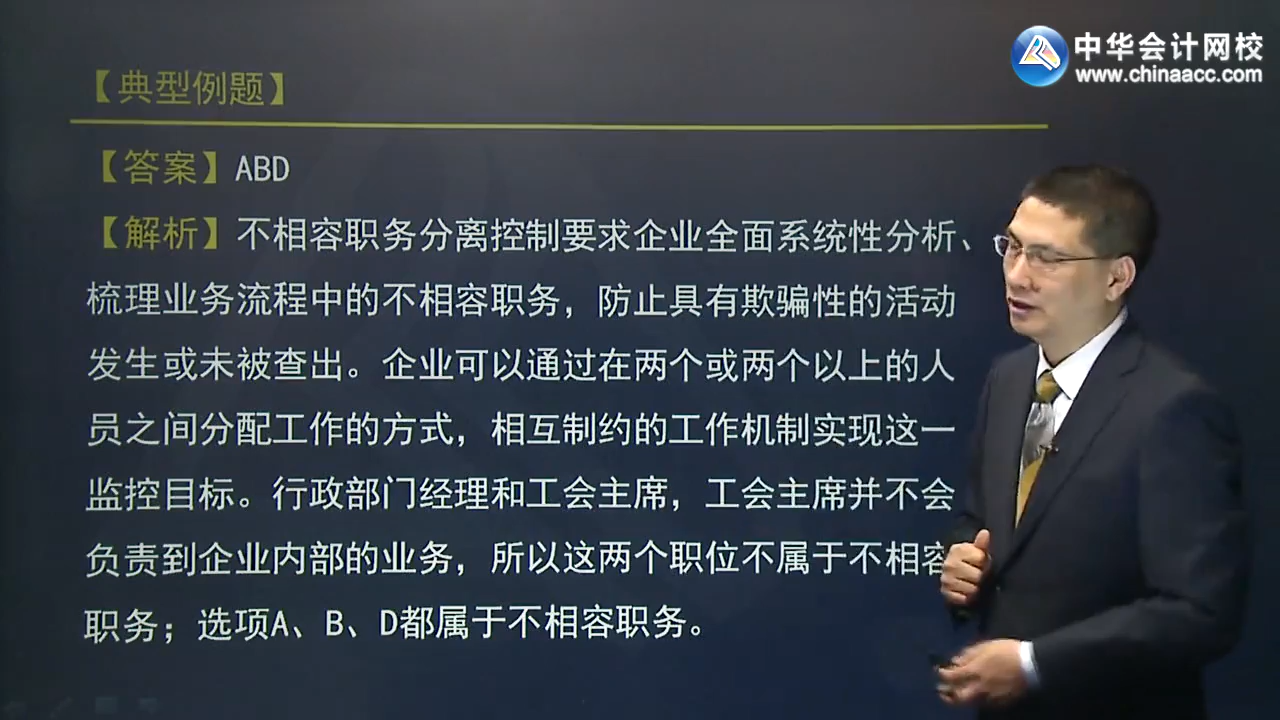 中华会计网校
www.chinaacc.com
【典型例题】
【答案】ABD
【解析】不相容职务分离控制要求企业全面系统性分析、
梳理业务流程中的不相容职务，防止具有欺骗性的活动
发生或未被查出。企业可以通过在两个或两个以上的人
员之间分配工作的方式，相互制约的工作机制实现这一
监控目标。行政部门经理和工会主席，工会主席并不会
负责到企业内部的业务，所以这两个职位不属于不相容
职务；选项A、B、D都属于不相容职务。